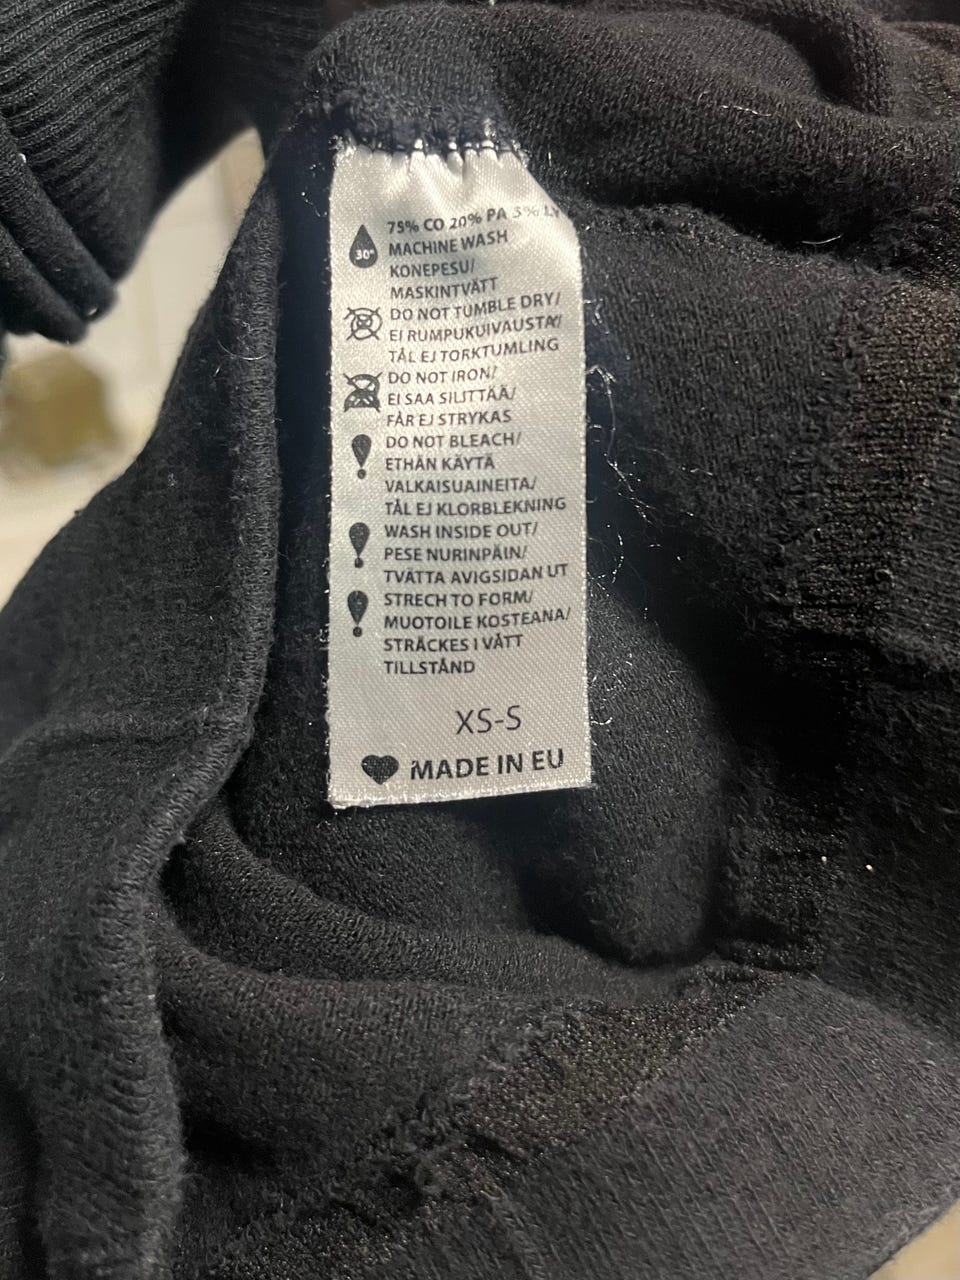 75% CO 20% PA 5% LY
30°
MACHINE WASH
KONEPESU/
MASKINTVÄTT
DO NOT TUMBLE DRY/
EI RUMPUKUIVAUSTA/
TÅL EJ TORKTUMLING
DO NOT IRON/
EI SAA SILITTÄÄ/
FÅR EJ STRYKAS
DO NOT BLEACH/
ETHÄN KÄYTÄ
VALKAISUAINEITA/
TÅL EJ KLORBLEKNING
WASH INSIDE OUT/
PESE NURINPÄIN/
TVÄTTA AVIGSIDAN UT
STRECH TO FORM/
MUOTOILE KOSTEANA/
STRÄCKES I VÅTT
TILLSTÅND
XS-S
MADE IN EU